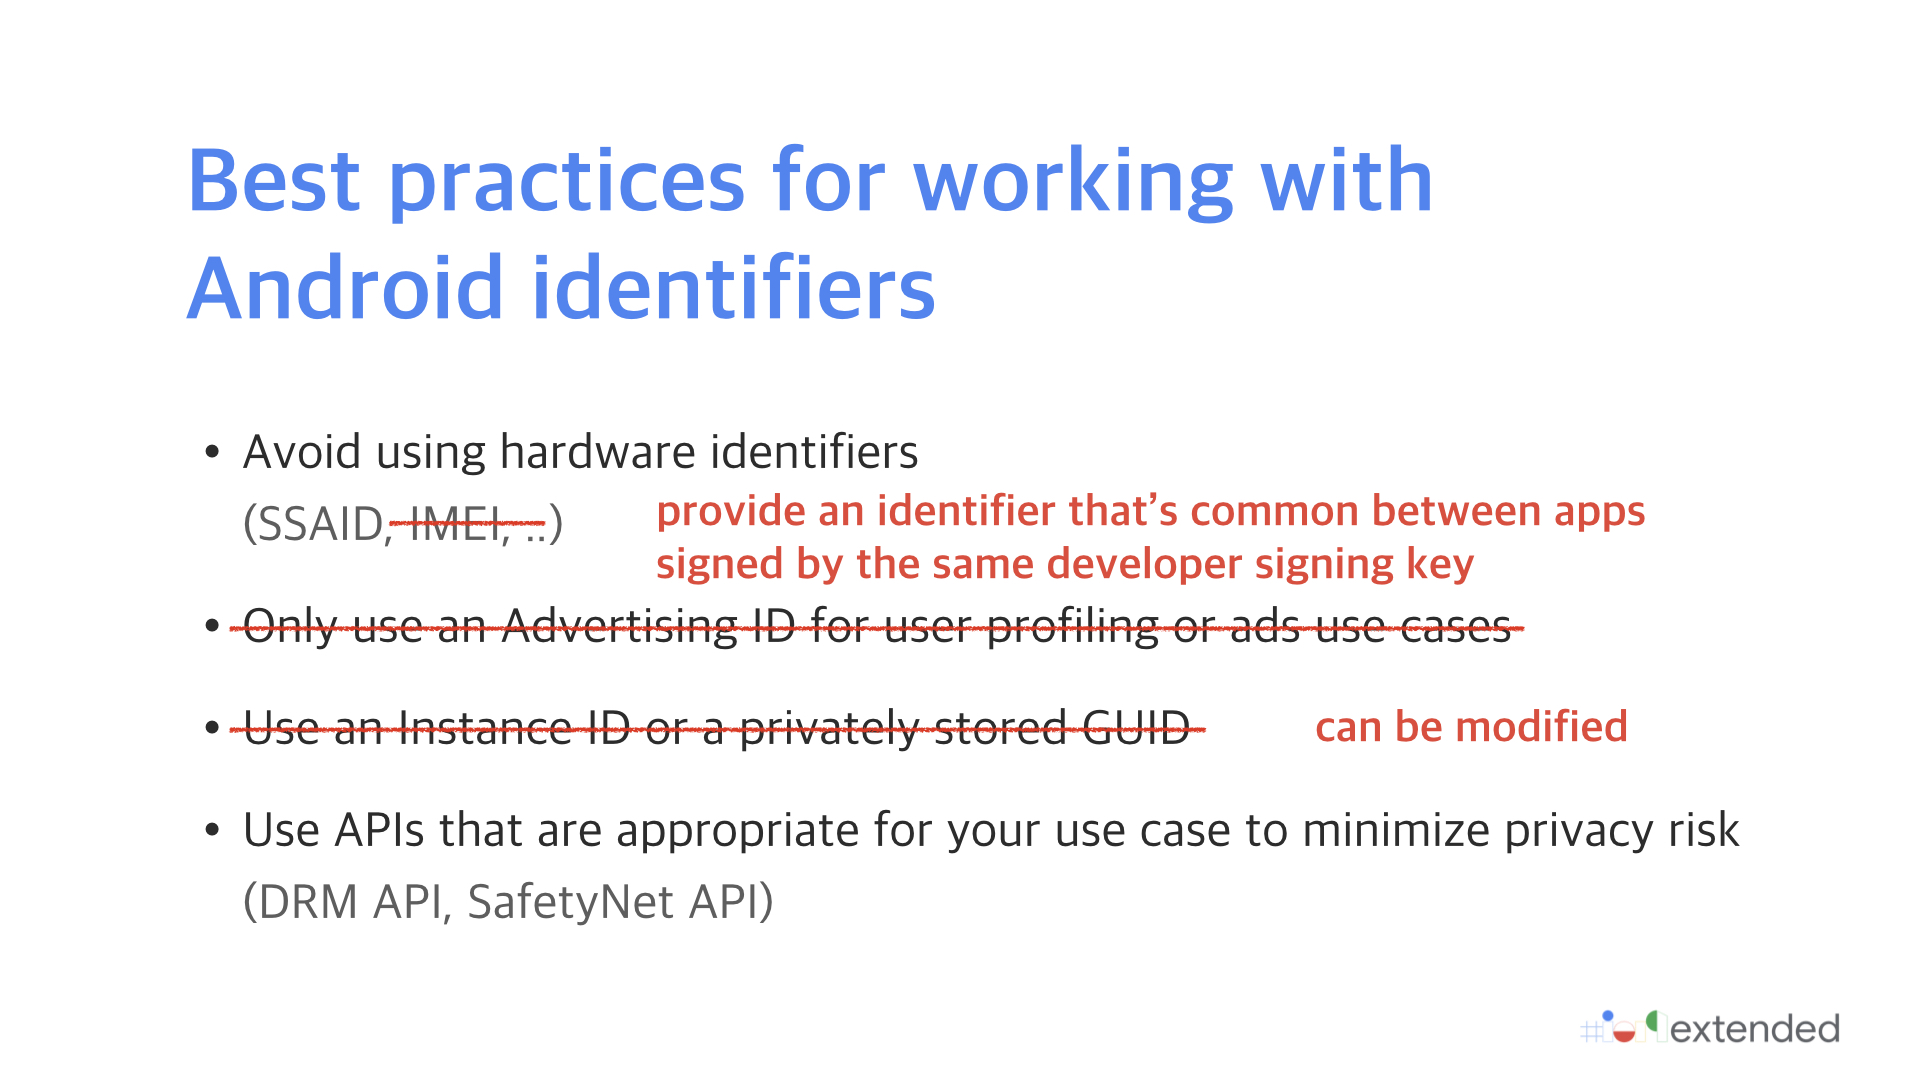 Best practices for working with
Android identifiers
• Avoid using hardware identifiers
(SSAID, IMEI, ..)
provide an identifier that’s common between apps
signed by the same developer signing key
• Only use an Advertising ID for user profiling or ads use cases
• Use an Instance ID or a privately stored GUID
can be modified
• Use APIs that are appropriate for your use case to minimize privacy risk
(DRM API, SafetyNet API)
extended